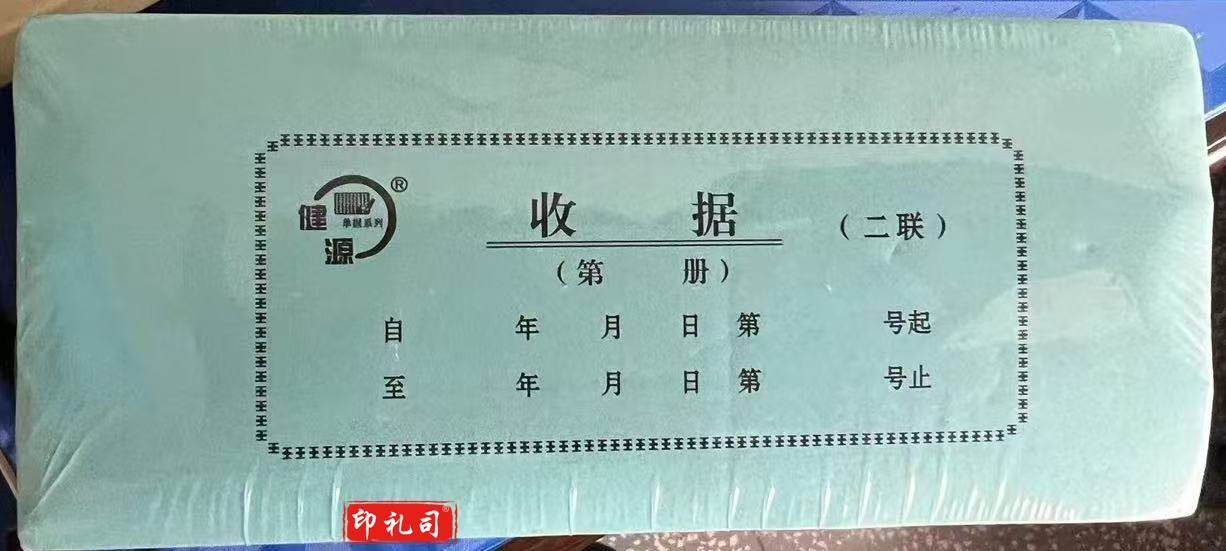 健源
单据系列
®
收 据
（二联）
（第 册）
自 年 月 日 第 号起
至 年 月 日 第 号止
印礼司®